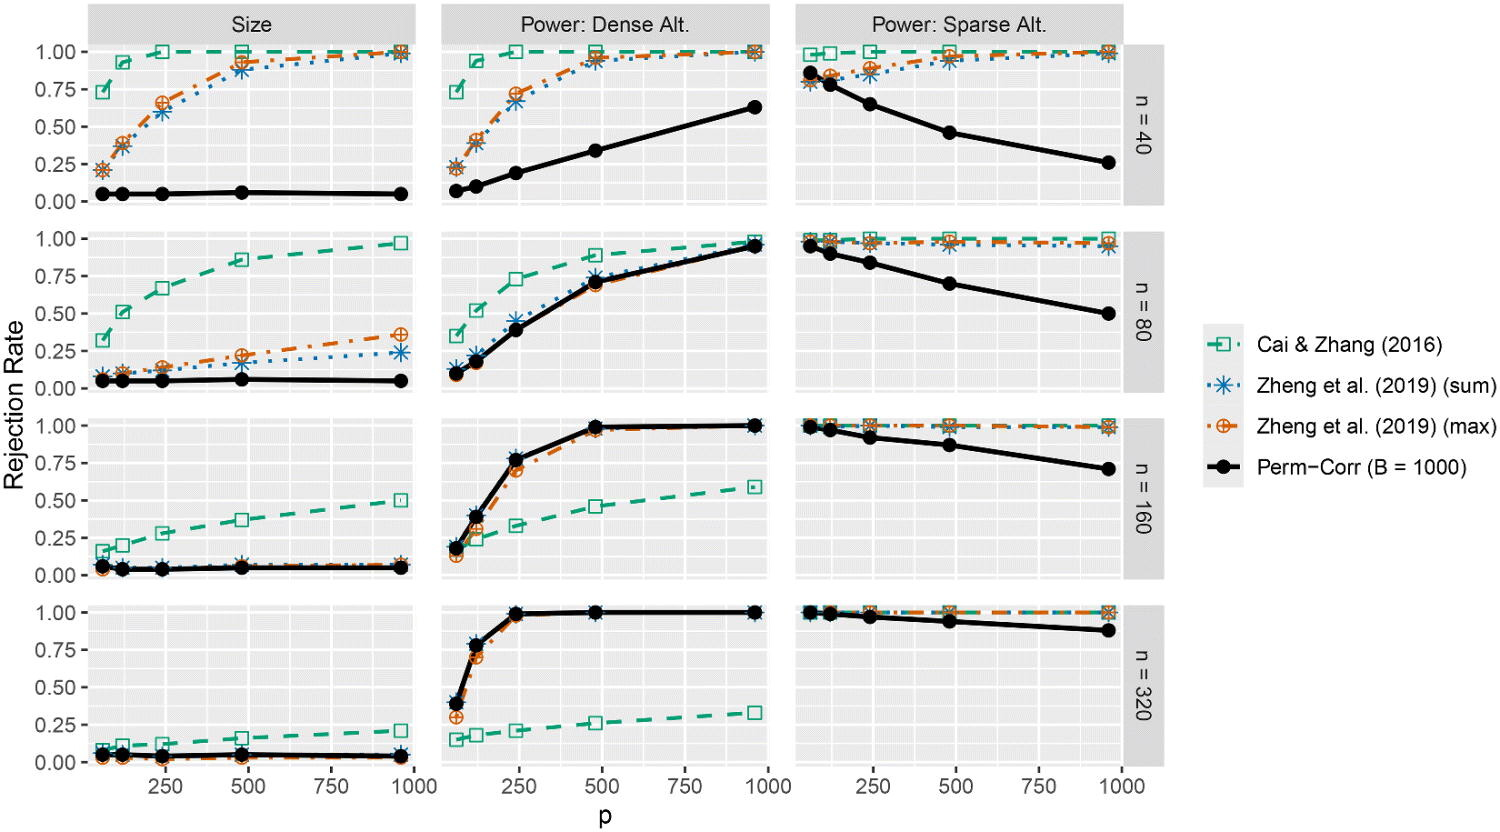 Size Power: Dense Alt. Power: Sparse Alt.
1.00
0.75
0.50
0.25
0.00
n = 40
1.00
0.75
0.50
0.25
0.00
n = 80
1.00
0.75
0.50
0.25
0.00
n = 160
1.00
0.75
0.50
0.25
0.00
n = 320
Rejection Rate
250 500 750 1000 250 500 750 1000 250 500 750 1000
p
Cai & Zhang (2016)
Zheng et al. (2019) (sum)
Zheng et al. (2019) (max)
Perm−Corr (B = 1000)